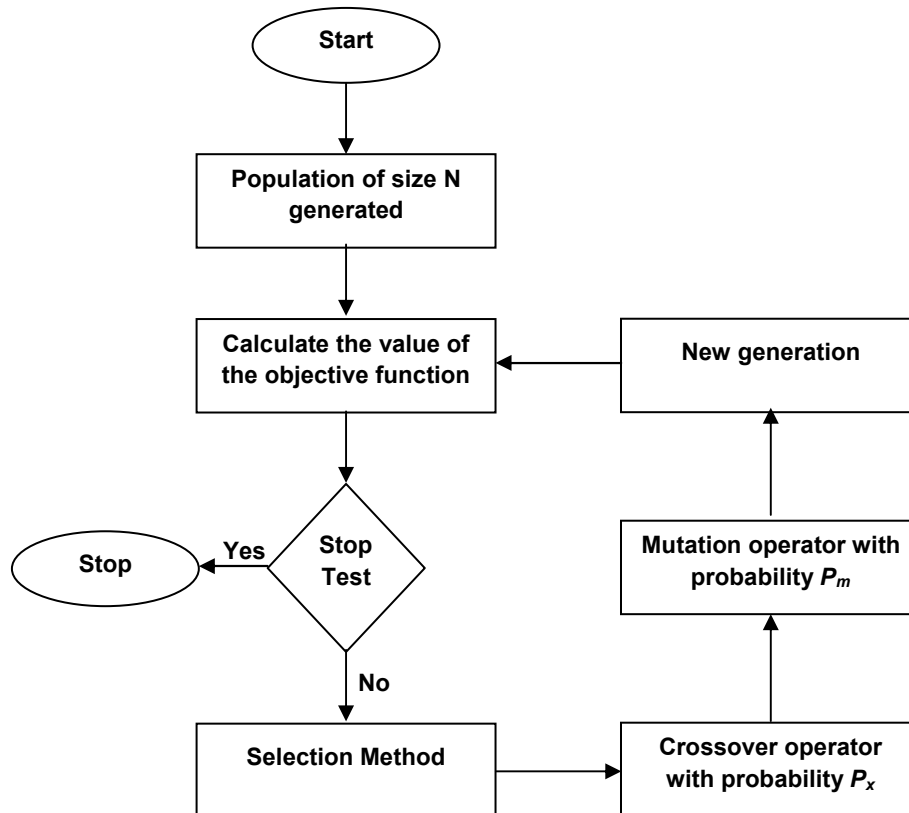 Start
Population of size N
generated
Calculate the value of
the objective function
New generation
Stop
Yes
Stop
Test
Mutation operator with
probability Pm
No
Selection Method
Crossover operator
with probability Px